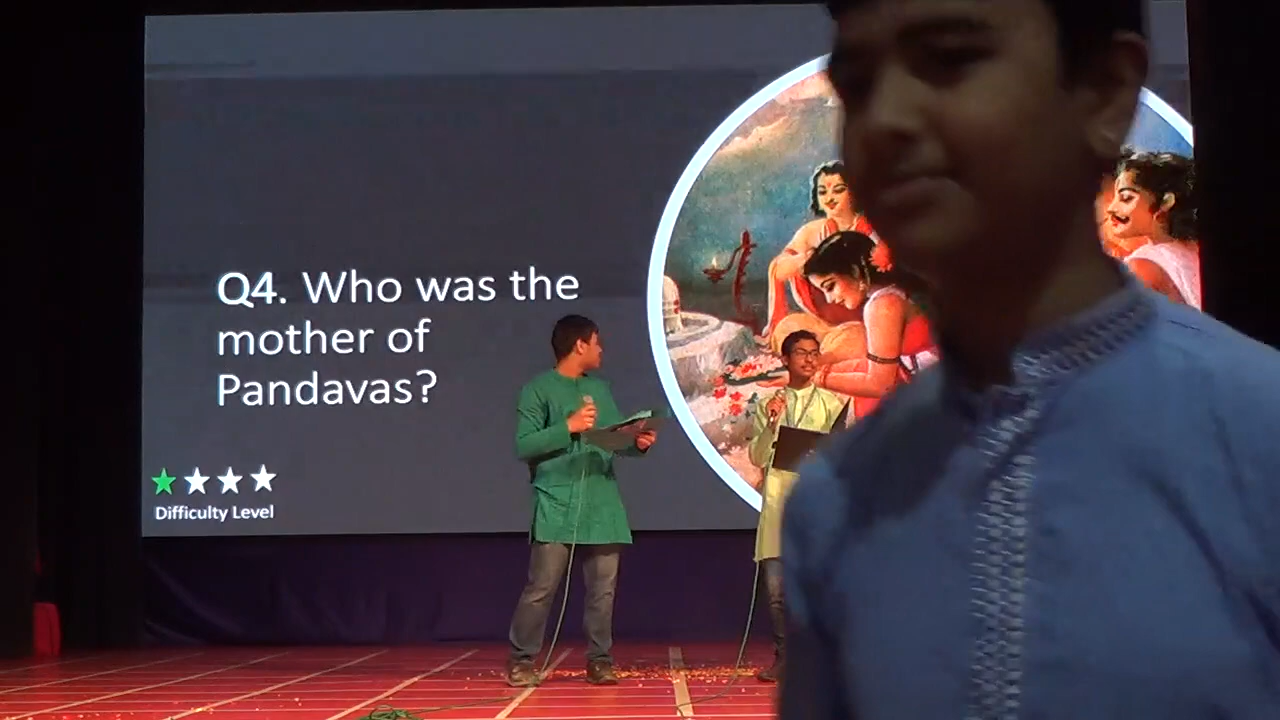 Q4. Who was the
mother of
Pandavas?
Difficulty Level